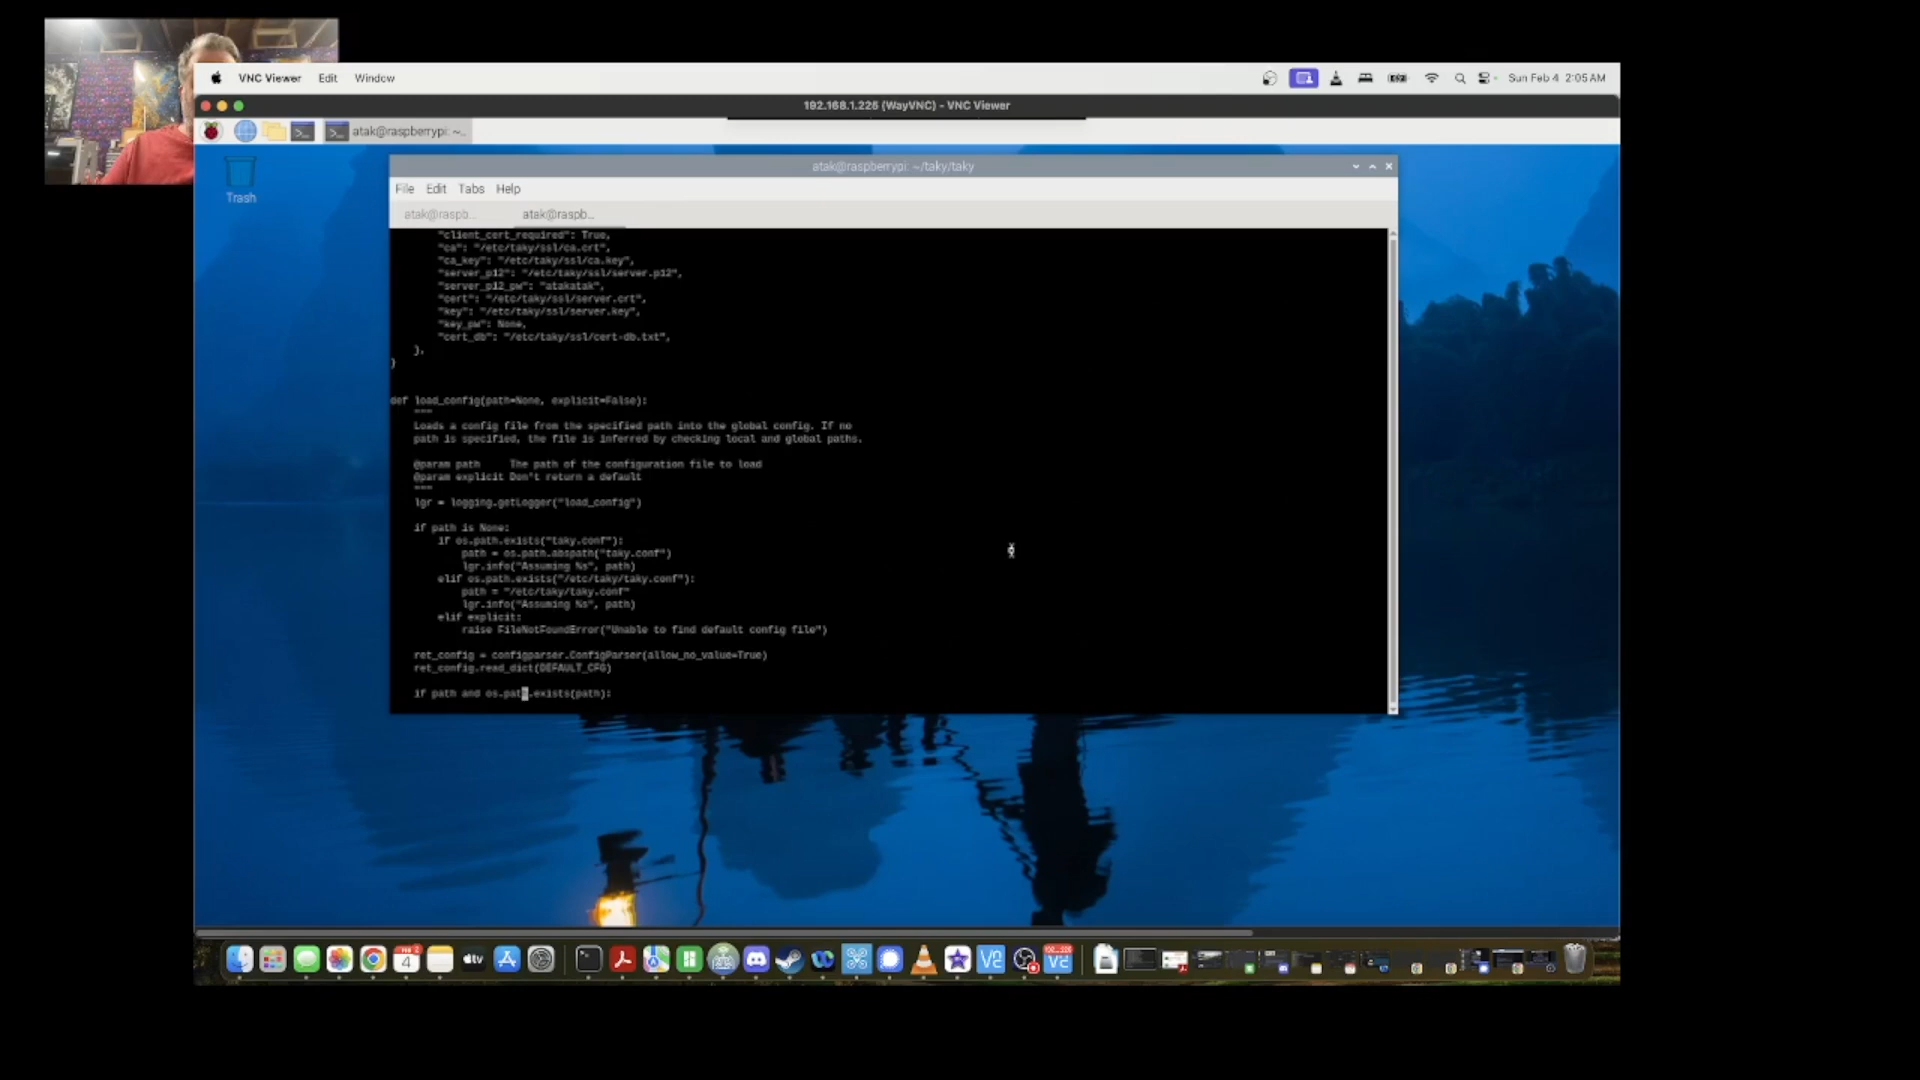 VNC Viewer Edit Window
Sun Feb 4 2:05 AM
192.168.1.225 (WayVNC) - VNC Viewer
atak@raspberrypi: ~..
Trash
atak@raspberrypi: ~/taky/taky
File Edit Tabs Help
atak@raspb... atak@raspb...
"client_cert_required": True,
"ca": "/etc/taky/ssl/ca.crt",
"ca_key": "/etc/taky/ssl/ca.key",
"server_p12": "/etc/taky/ssl/server.p12",
"server_p12_pw": "atakatak",
"cert": "/etc/taky/ssl/server.crt",
"key": "/etc/taky/ssl/server.key",
"key_pw": None,
"cert_db": "/etc/taky/ssl/cert-db.txt",
},
}
def load_config(path=None, explicit=False):
"""
Loads a config file from the specified path into the global config. If no
path is specified, the file is inferred by checking local and global paths.
@param path The path of the configuration file to load
@param explicit Don't return a default
"""
lgr = logging.getLogger("load_config")
if path is None:
if os.path.exists("taky.conf"):
path = os.path.abspath("taky.conf")
lgr.info("Assuming %s", path)
elif os.path.exists("/etc/taky/taky.conf"):
path = "/etc/taky/taky.conf"
lgr.info("Assuming %s", path)
elif explicit:
raise FileNotFoundError("Unable to find default config file")
ret_config = configparser.ConfigParser(allow_no_value=True)
ret_config.read_dict(DEFAULT_CFG)
if path and os.path.exists(path):
4
tv